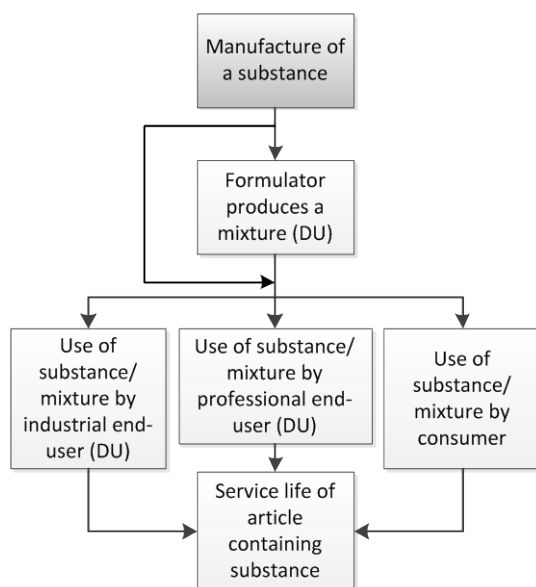 Manufacture of
a substance
Formulator
produces a
mixture (DU)
Use of
substance/
mixture by
industrial end-
user (DU)
Use of substance/
mixture by
professional end-
user (DU)
Use of
substance/
mixture by
consumer
Service life of
article
containing
substance